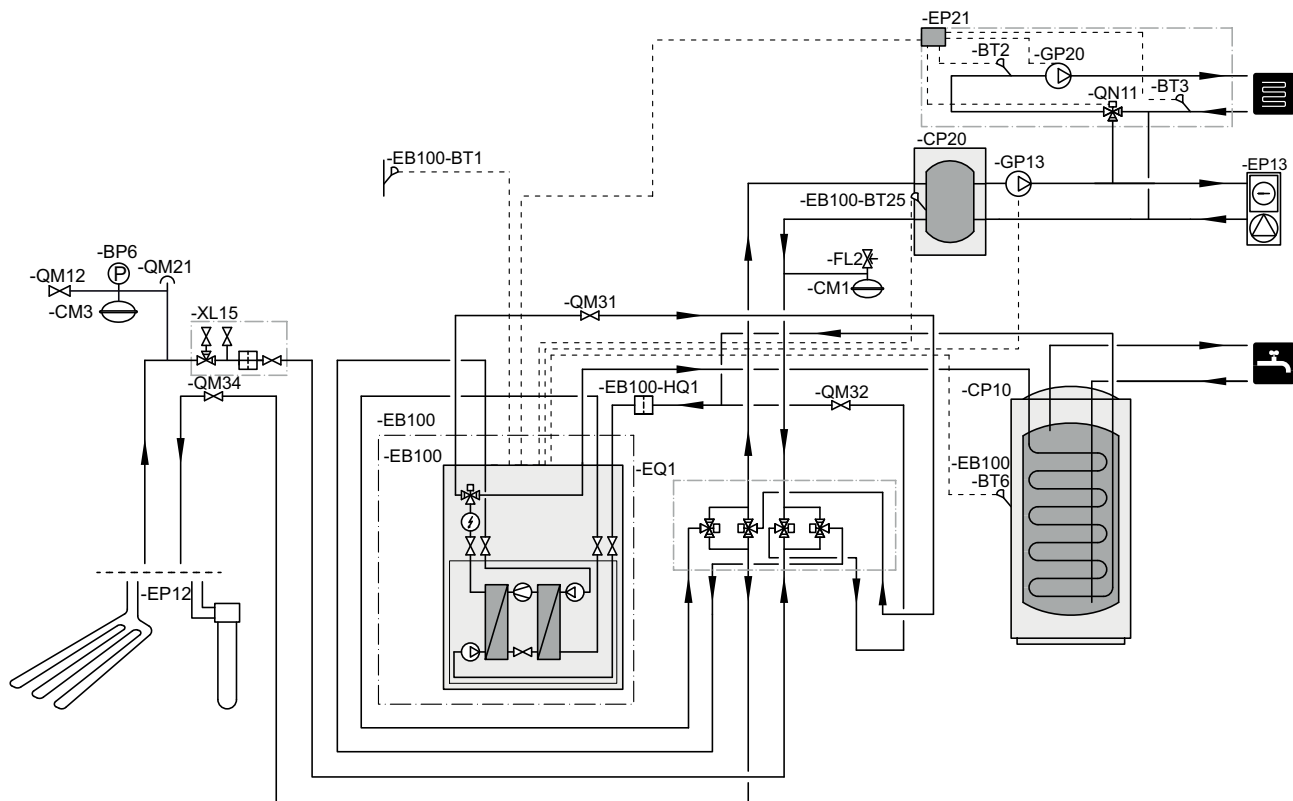 -EP21
-BT2
-GP20
-BT3
-QN11
-CP20
-GP13
-EP13
-EB100-BT1
-EB100-BT25
-BP6
P
-QM21
-QM12
-CM3
-FL2
-CM1
-XL15
-QM31
-QM34
-EB100-HQ1
-QM32
-CP10
-EB100
-EB100
-EQ1
-EB100
-BT6
-EP12